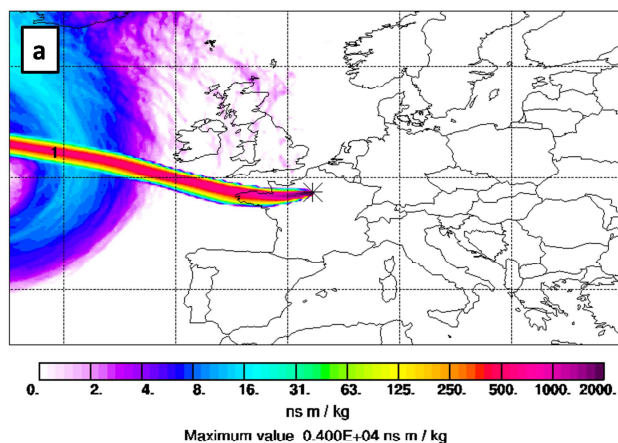 a
1
0. 2. 4. 8. 16. 31. 63. 125. 250. 500. 1000. 2000.
ns m / kg
Maximum value 0.400E+04 ns m / kg